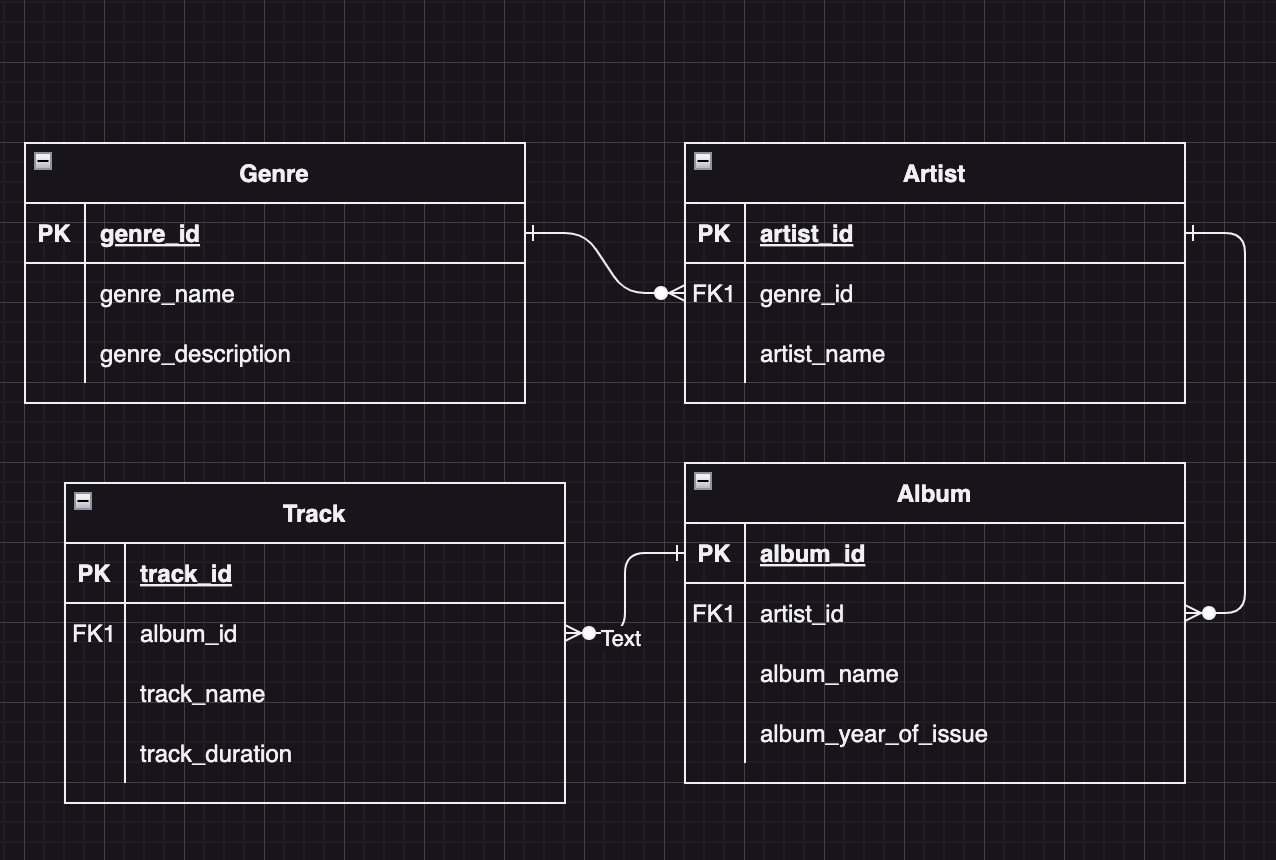 Genre
PK genre_id
genre_name
genre_description
Artist
PK artist_id
FK1 genre_id
artist_name
Track
PK track_id
FK1 album_id
track_name
track_duration
Text
Album
PK album_id
FK1 artist_id
album_name
album_year_of_issue